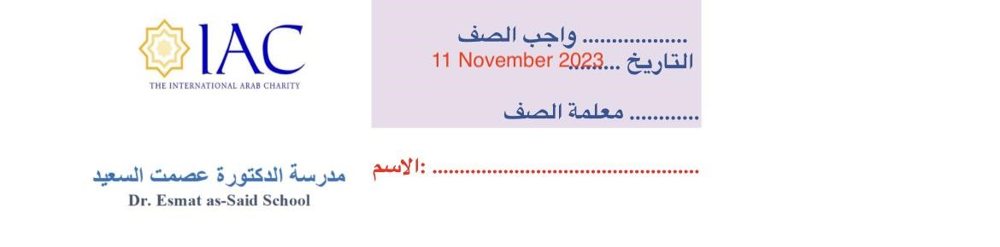 IAC
THE INTERNATIONAL ARAB CHARITY
واجب الصف ...................
التاريخ ......... 11 November 2023
معلمة الصف ............
الاسم: .................................................
مدرسة الدكتورة عصمت السعيد
Dr. Esmat as-Said School